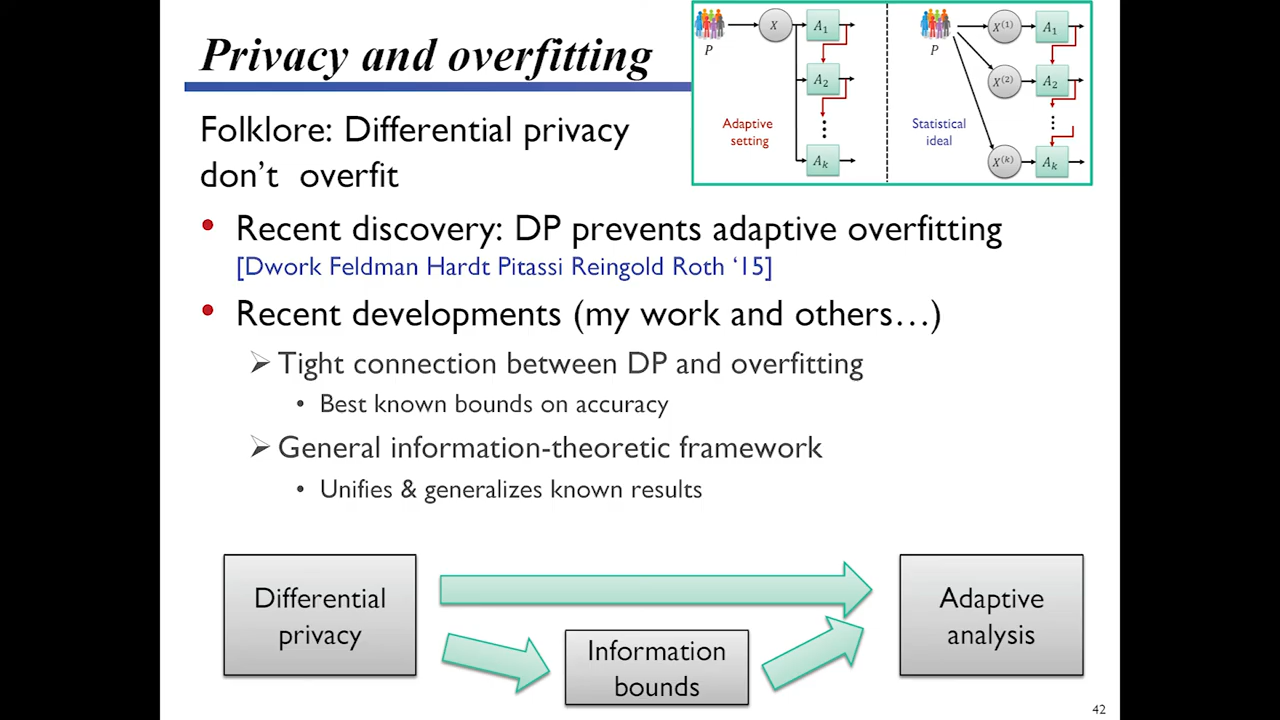 Privacy and overfitting
Folklore: Differential privacy
don't overfit
• Recent discovery: DP prevents adaptive overfitting
[Dwork Feldman Hardt Pitassi Reingold Roth ‘15]
• Recent developments (my work and others…)
➢ Tight connection between DP and overfitting
• Best known bounds on accuracy
➢ General information-theoretic framework
• Unifies & generalizes known results
P
X
A₁
A₂
⋮
Aₖ
Adaptive
setting
P
X⁽¹⁾
A₁
X⁽²⁾
A₂
⋮
X⁽ᵏ⁾
Aₖ
Statistical
ideal
Differential
privacy
Information
bounds
Adaptive
analysis
42